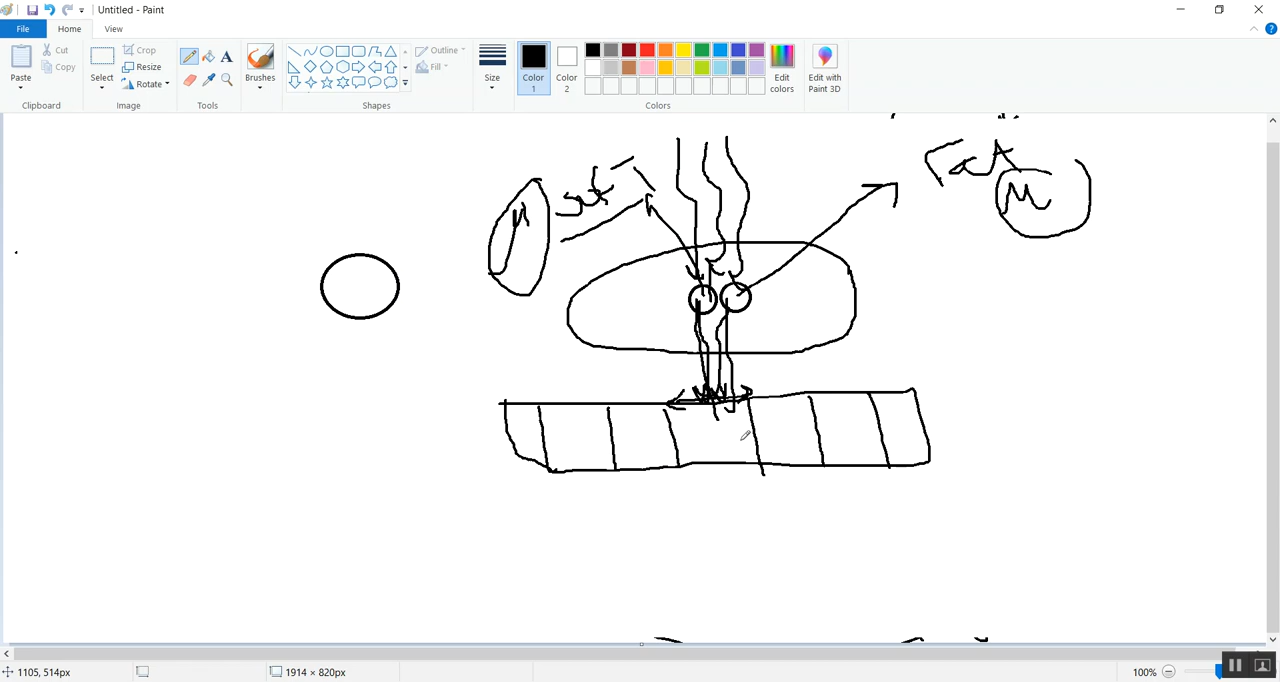 Untitled - Paint
File Home View
Paste
Cut
Copy
Clipboard
Select
Crop
Resize
Rotate
Image
Tools
Brushes
Shapes
Outline
Fill
Size
Color 1
Color 2
Colors
Edit colors
Edit with Paint 3D
Fat
M
1105, 514px
1914 × 820px
100%